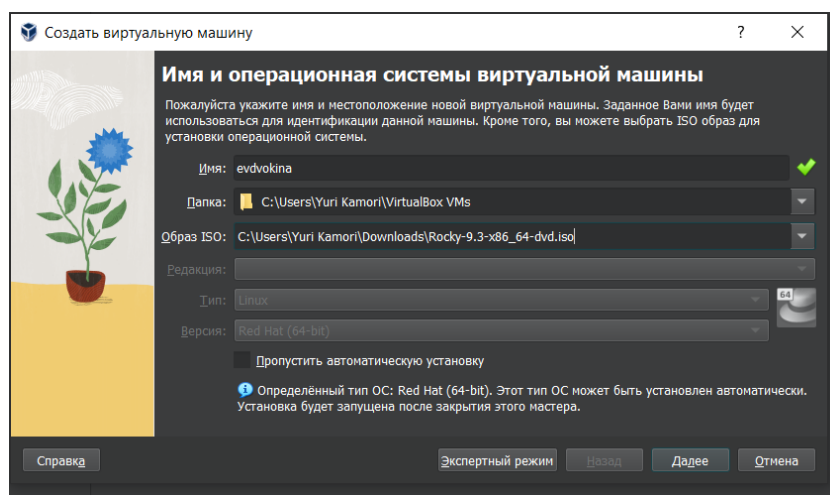 Создать виртуальную машину
? ×
Имя и операционная системы виртуальной машины
Пожалуйста укажите имя и местоположение новой виртуальной машины. Заданное Вами имя будет
использоваться для идентификации данной машины. Кроме того, вы можете выбрать ISO образ для
установки операционной системы.
Имя: evdvokina
Папка: C:\Users\Yuri Kamori\VirtualBox VMs
Образ ISO: C:\Users\Yuri Kamori\Downloads\Rocky-9.3-x86_64-dvd.iso
Редакция:
Тип: Linux
64
Версия: Red Hat (64-bit)
Пропустить автоматическую установку
Определённый тип ОС: Red Hat (64-bit). Этот тип ОС может быть установлен автоматически.
Установка будет запущена после закрытия этого мастера.
Справка Экспертный режим Назад Далее Отмена